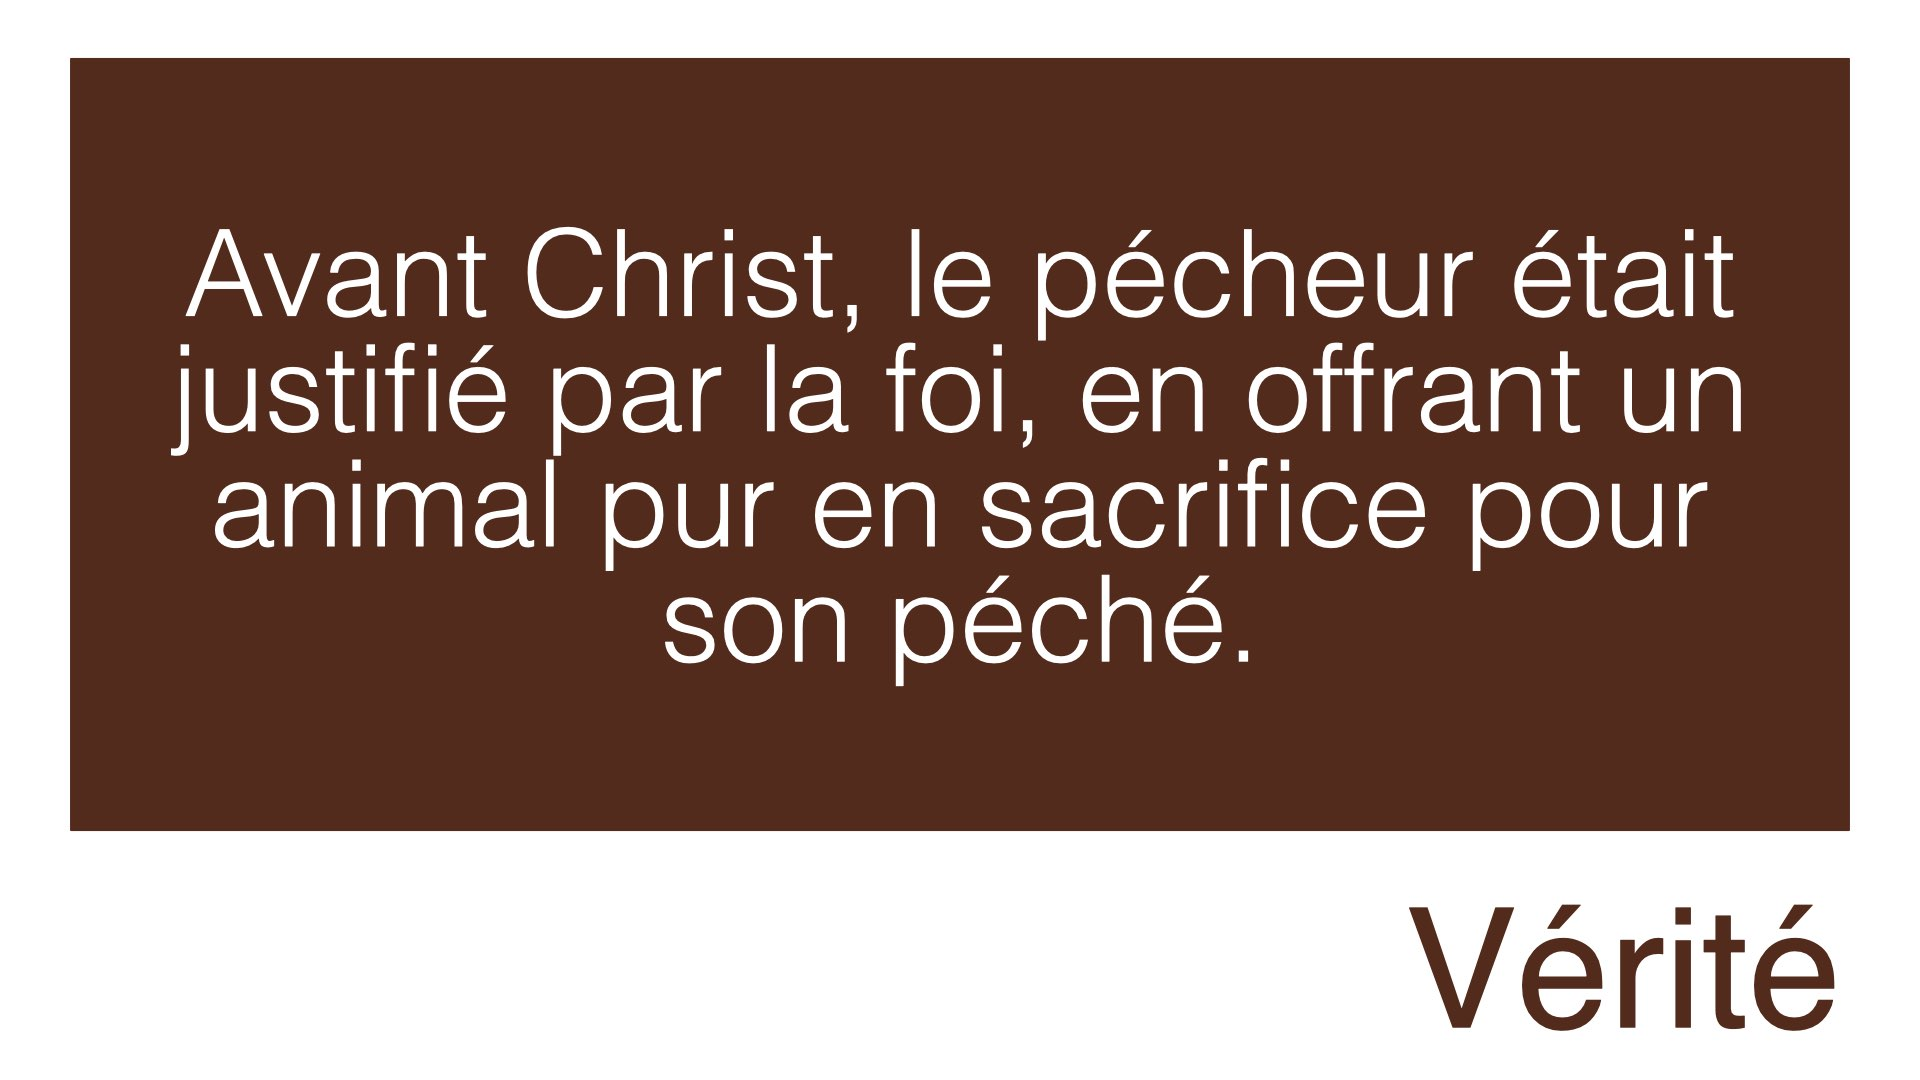 Avant Christ, le pécheur était
justifié par la foi, en offrant un
animal pur en sacrifice pour
son péché.
Vérité